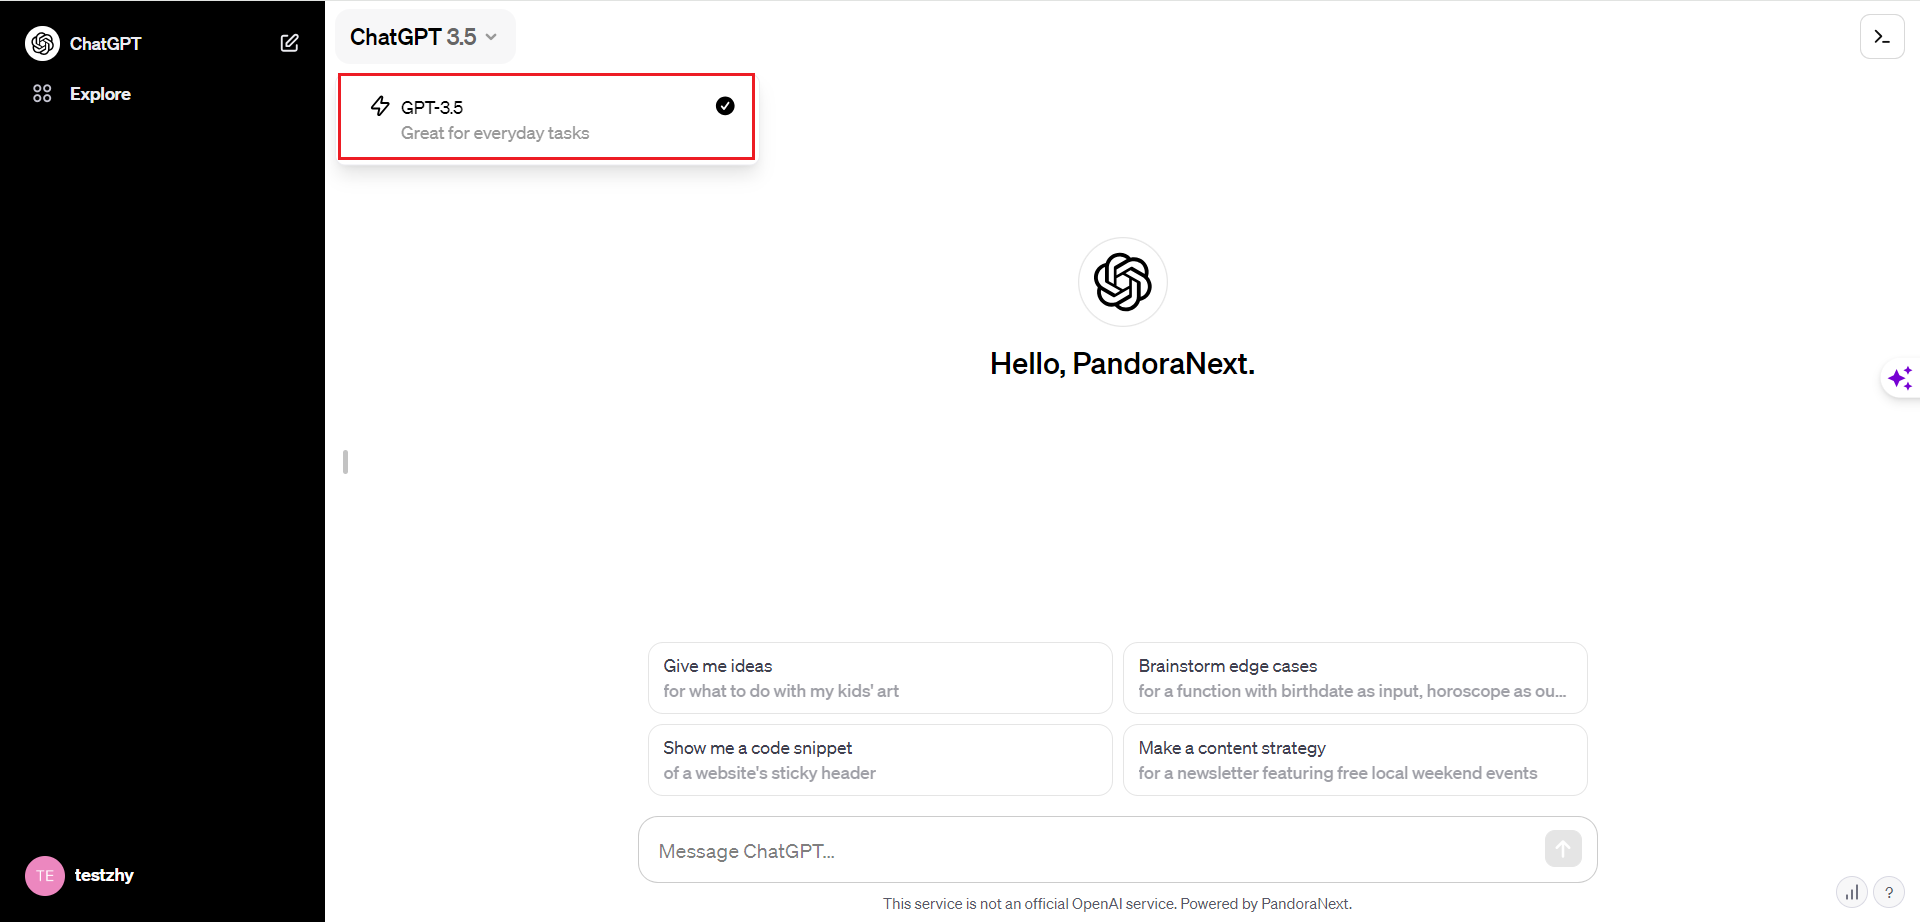 ChatGPT
Explore
ChatGPT 3.5
GPT-3.5
Great for everyday tasks
Hello, PandoraNext.
Give me ideas
for what to do with my kids' art
Brainstorm edge cases
for a function with birthdate as input, horoscope as ou...
Show me a code snippet
of a website's sticky header
Make a content strategy
for a newsletter featuring free local weekend events
Message ChatGPT...
TE
testzhy
This service is not an official OpenAI service. Powered by PandoraNext.
?